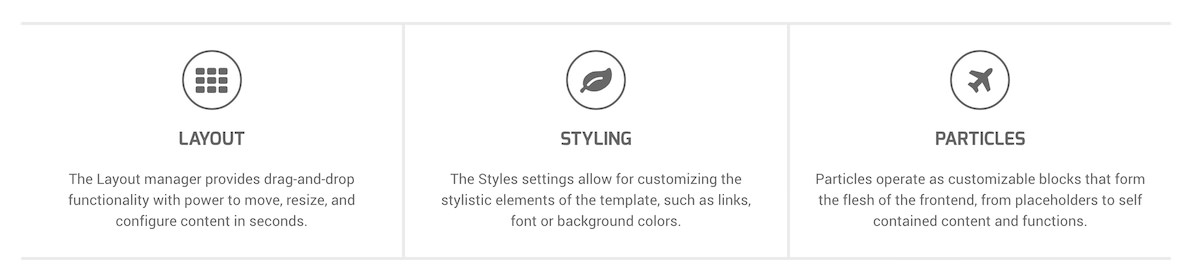 LAYOUT
The Layout manager provides drag-and-drop
functionality with power to move, resize, and
configure content in seconds.
STYLING
The Styles settings allow for customizing the
stylistic elements of the template, such as links,
font or background colors.
PARTICLES
Particles operate as customizable blocks that form
the flesh of the frontend, from placeholders to self
contained content and functions.